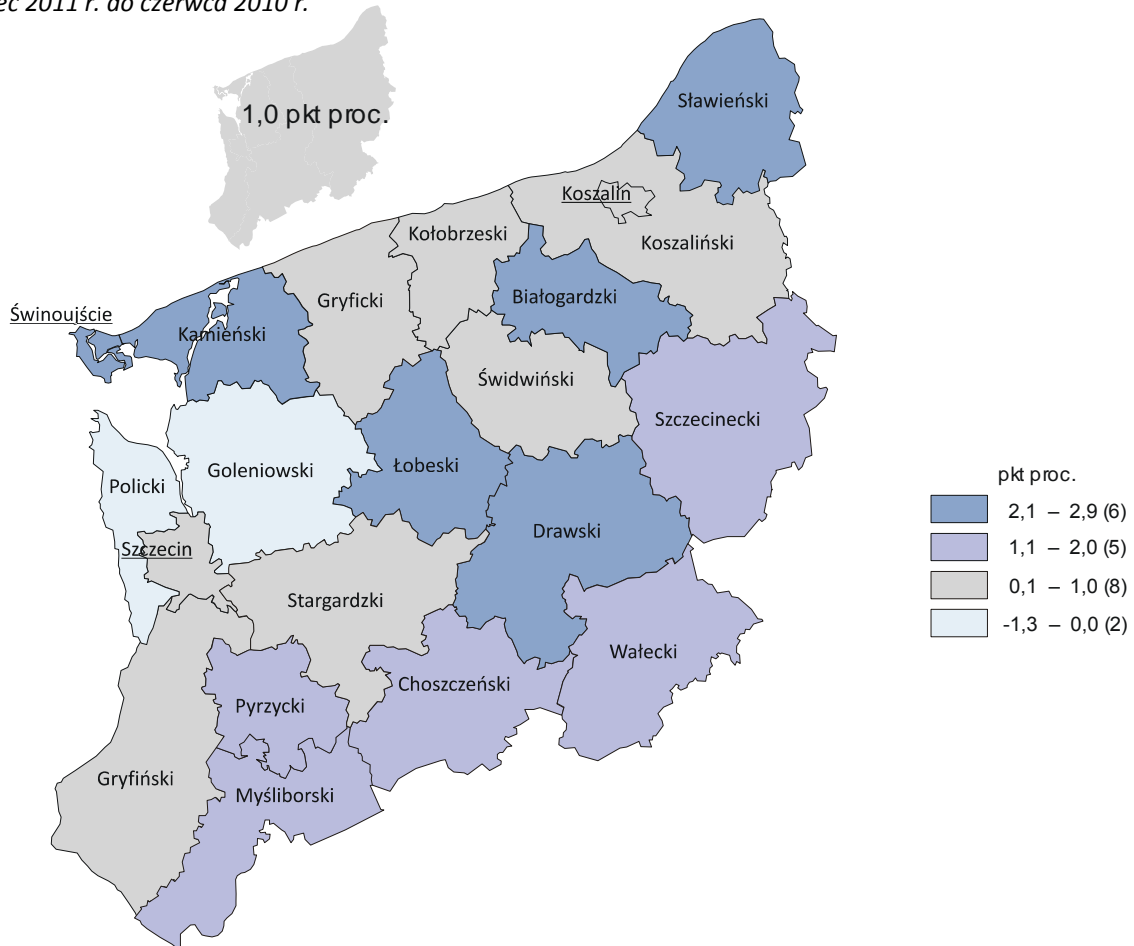 2011 r. do czerwca 2010 r.
1,0 pkt proc.
Sławieński
Koszalin
Kołobrzeski
Koszaliński
Gryficki
Białogardzki
Świnoujście
Kamieński
Świdwiński
Szczecinecki
Goleniowski
Łobeski
Policki
Drawski
Szczecin
Stargardzki
Wałecki
Choszczeński
Pyrzycki
Gryfiński
Myśliborski
pkt proc.
2,1 – 2,9 (6)
1,1 – 2,0 (5)
0,1 – 1,0 (8)
-1,3 – 0,0 (2)